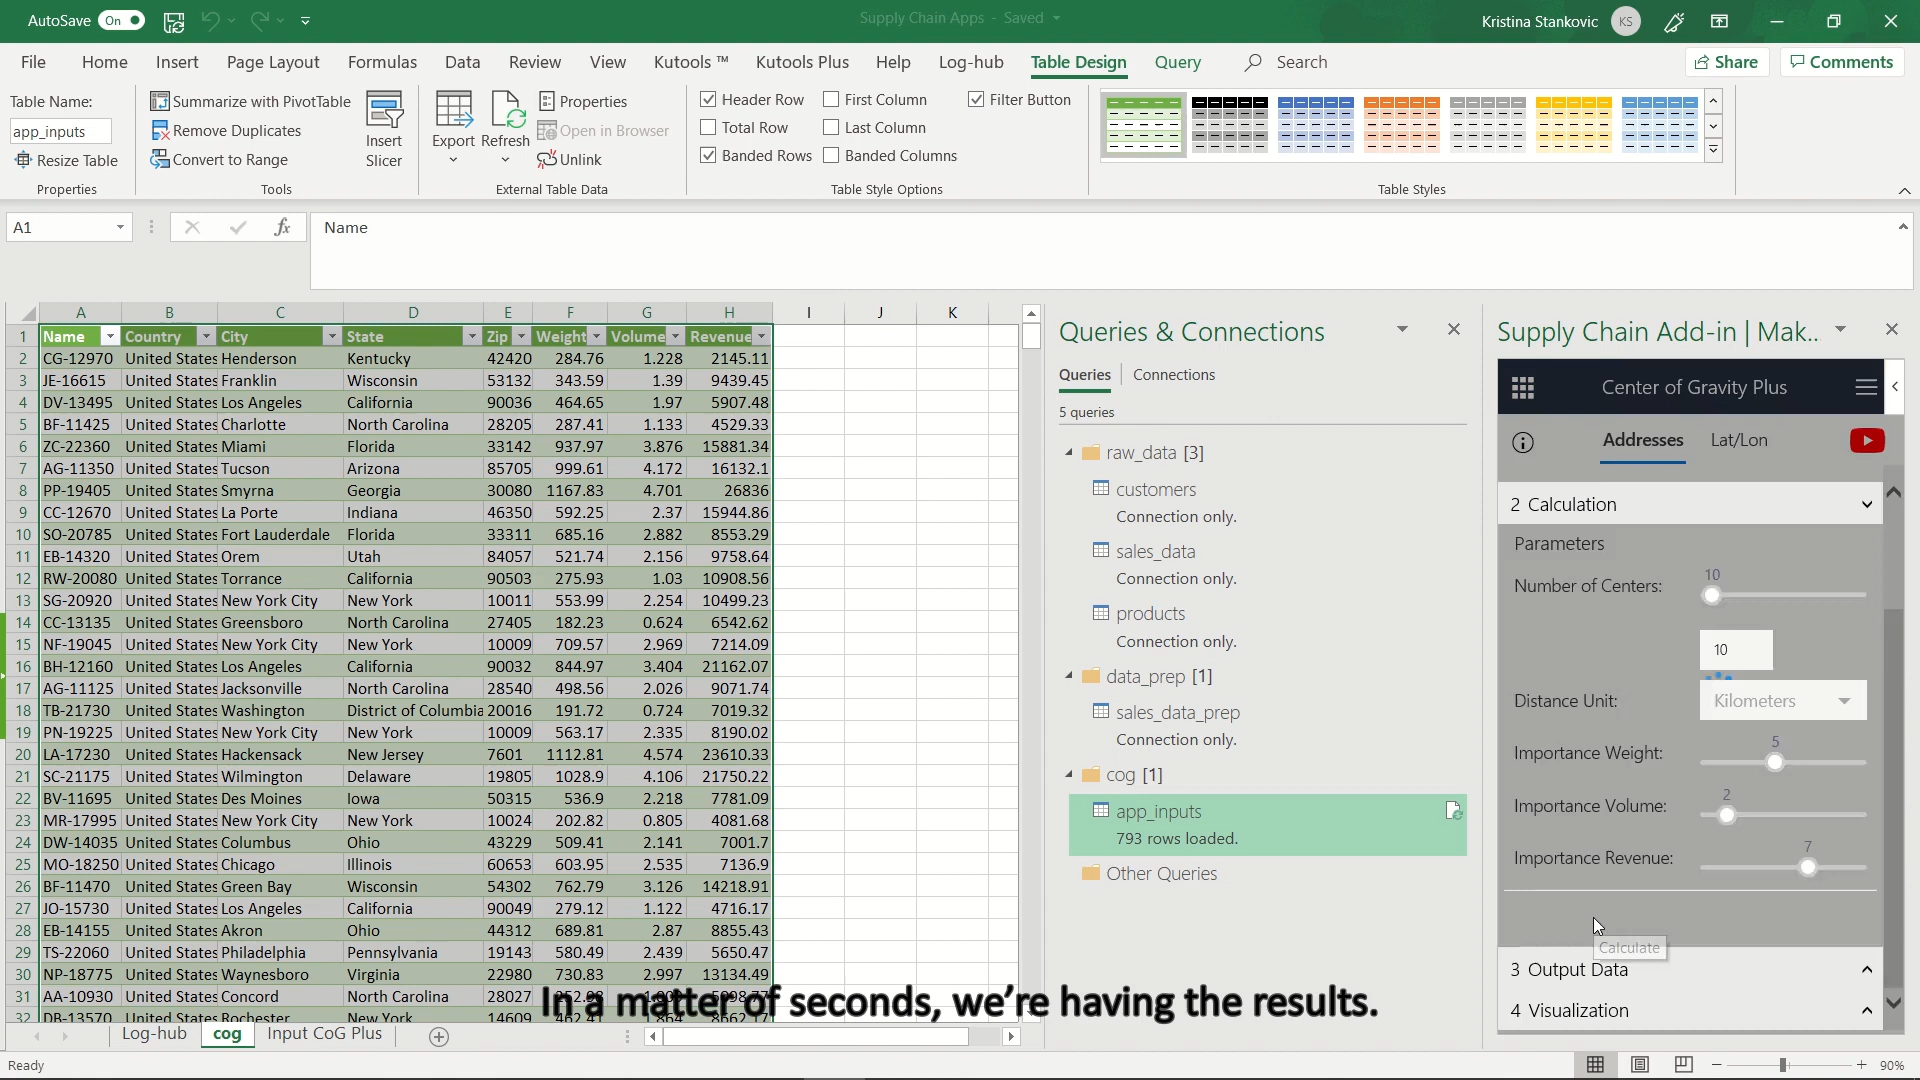 AutoSave On Supply Chain Apps - Saved Kristina Stankovic KS
File Home Insert Page Layout Formulas Data Review View Kutools ™ Kutools Plus Help Log-hub Table Design Query Search Share Comments
Table Name:
app_inputs
Resize Table
Properties
Summarize with PivotTable
Remove Duplicates
Convert to Range
Tools
Insert
Slicer
Export
Refresh
Properties
Open in Browser
Unlink
External Table Data
Header Row First Column Filter Button
Total Row Last Column
Banded Rows Banded Columns
Table Style Options
Table Styles
A1 fx Name
A B C D E F G H I J K
1 Name Country City State Zip Weight Volume Revenue
2 CG-12970 United States Henderson Kentucky 42420 284.76 1.228 2145.11
3 JE-16615 United States Franklin Wisconsin 53132 343.59 1.39 9439.45
4 DV-13495 United States Los Angeles California 90036 464.65 1.97 5907.48
5 BF-11425 United States Charlotte North Carolina 28205 287.41 1.133 4529.33
6 ZC-22360 United States Miami Florida 33142 937.97 3.876 15881.34
7 AG-11350 United States Tucson Arizona 85705 999.61 4.172 16132.1
8 PP-19405 United States Smyrna Georgia 30080 1167.83 4.701 26836
9 CC-12670 United States La Porte Indiana 46350 592.25 2.37 15944.86
10 SO-20785 United States Fort Lauderdale Florida 33311 685.16 2.882 8553.29
11 EB-14320 United States Orem Utah 84057 521.74 2.156 9758.64
12 RW-20080 United States Torrance California 90503 275.93 1.03 10908.56
13 SG-20920 United States New York City New York 10011 553.99 2.254 10499.23
14 CC-13135 United States Greensboro North Carolina 27405 182.23 0.624 6542.62
15 NF-19045 United States New York City New York 10009 709.57 2.969 7214.09
16 BH-12160 United States Los Angeles California 90032 844.97 3.404 21162.07
17 AG-11125 United States Jacksonville North Carolina 28540 498.56 2.026 9071.74
18 TB-21730 United States Washington District of Columbia 20016 191.72 0.724 7019.32
19 PN-19225 United States New York City New York 10009 563.17 2.335 8190.02
20 LA-17230 United States Hackensack New Jersey 7601 1112.81 4.574 23610.33
21 SC-21175 United States Wilmington Delaware 19805 1028.9 4.106 21750.22
22 BV-11695 United States Des Moines Iowa 50315 536.9 2.218 7781.09
23 MR-17995 United States New York City New York 10024 202.82 0.805 4081.68
24 DW-14035 United States Columbus Ohio 43229 509.41 2.141 7001.7
25 MO-18250 United States Chicago Illinois 60653 603.95 2.535 7136.9
26 BF-11470 United States Green Bay Wisconsin 54302 762.79 3.126 14218.91
27 JO-15730 United States Los Angeles California 90049 279.12 1.122 4716.17
28 EB-14155 United States Akron Ohio 44312 689.81 2.87 8855.43
29 TS-22060 United States Philadelphia Pennsylvania 19143 580.49 2.439 5650.47
30 NP-18775 United States Waynesboro Virginia 22980 730.83 2.997 13134.49
31 AA-10930 United States Concord North Carolina 28027
32 DB-13570 United States Rochester New York 14609
Log-hub cog Input CoG Plus
Ready 90%
Queries & Connections
Queries Connections
5 queries
raw_data [3]
customers
Connection only.
sales_data
Connection only.
products
Connection only.
data_prep [1]
sales_data_prep
Connection only.
cog [1]
app_inputs
793 rows loaded.
Other Queries
Supply Chain Add-in | Mak...
Center of Gravity Plus
Addresses Lat/Lon
2 Calculation
Parameters
Number of Centers: 10
10
Distance Unit: Kilometers
Importance Weight: 5
Importance Volume: 2
Importance Revenue: 7
Calculate
3 Output Data
4 Visualization
In a matter of seconds, we're having the results.